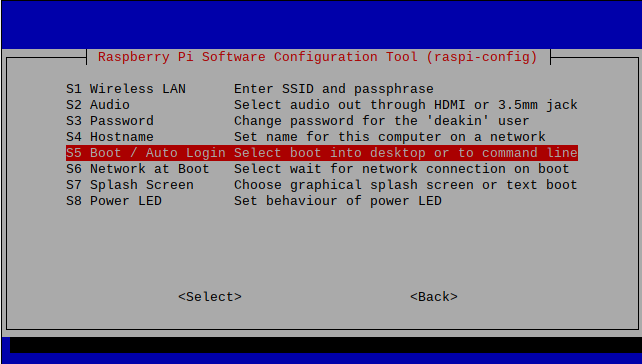 Raspberry Pi Software Configuration Tool (raspi-config)
S1 Wireless LAN Enter SSID and passphrase
S2 Audio Select audio out through HDMI or 3.5mm jack
S3 Password Change password for the 'deakin' user
S4 Hostname Set name for this computer on a network
S5 Boot / Auto Login Select boot into desktop or to command line
S6 Network at Boot Select wait for network connection on boot
S7 Splash Screen Choose graphical splash screen or text boot
S8 Power LED Set behaviour of power LED
<Select> <Back>